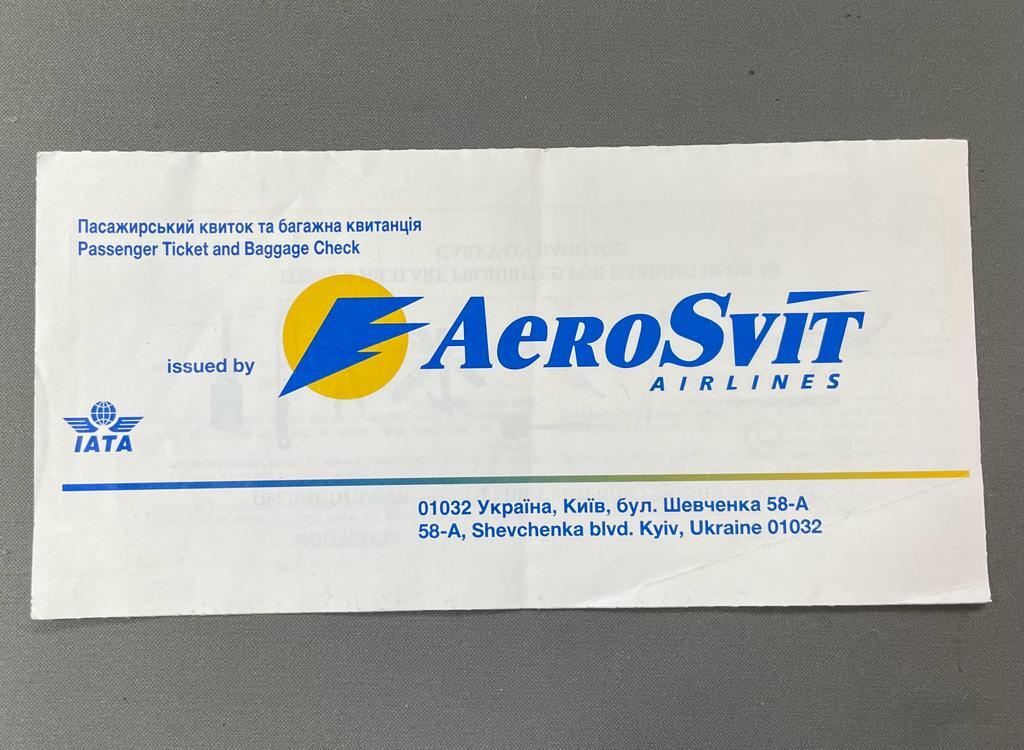 Пасажирський квиток та багажна квитанція
Passenger Ticket and Baggage Check
issued by
AEROSVIT
AIRLINES
IATA
01032 Україна, Київ, бул. Шевченка 58-А
58-A, Shevchenka blvd. Kyiv, Ukraine 01032